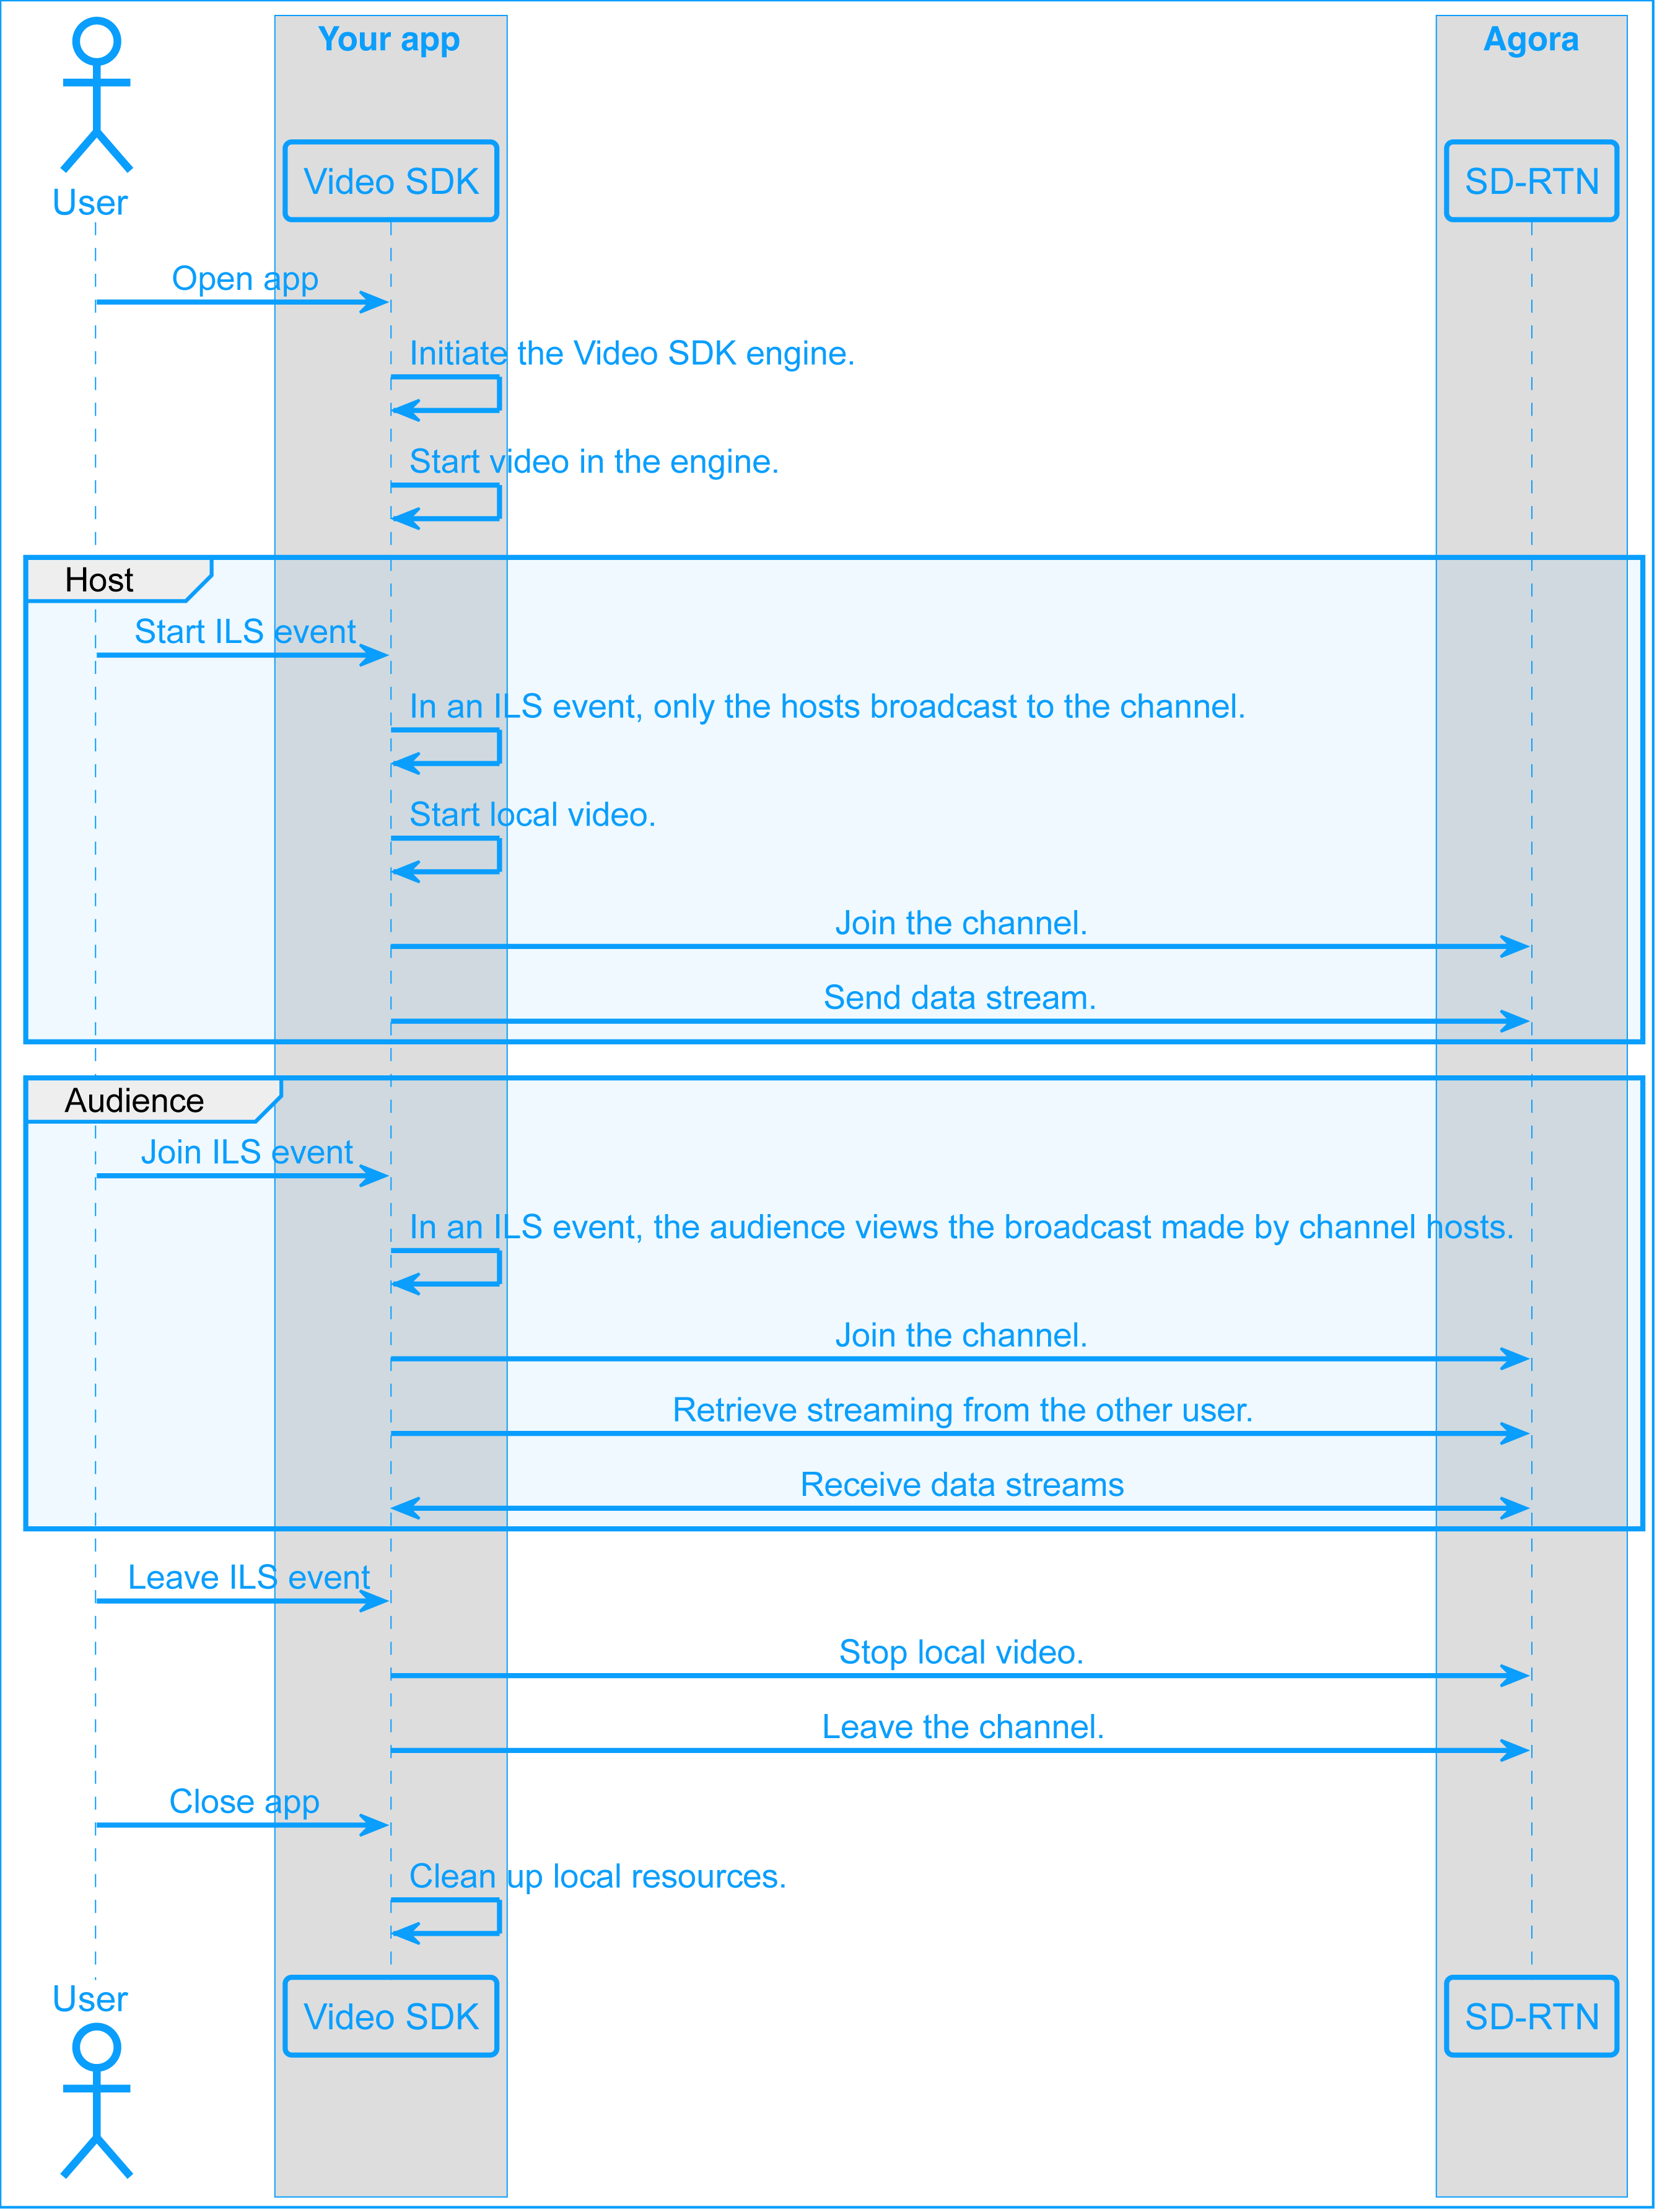 Your app
Agora
User
Video SDK
SD-RTN
Open app
Initiate the Video SDK engine.
Start video in the engine.
Host
Start ILS event
In an ILS event, only the hosts broadcast to the channel.
Start local video.
Join the channel.
Send data stream.
Audience
Join ILS event
In an ILS event, the audience views the broadcast made by channel hosts.
Join the channel.
Retrieve streaming from the other user.
Receive data streams
Leave ILS event
Stop local video.
Leave the channel.
Close app
Clean up local resources.
User
Video SDK
SD-RTN